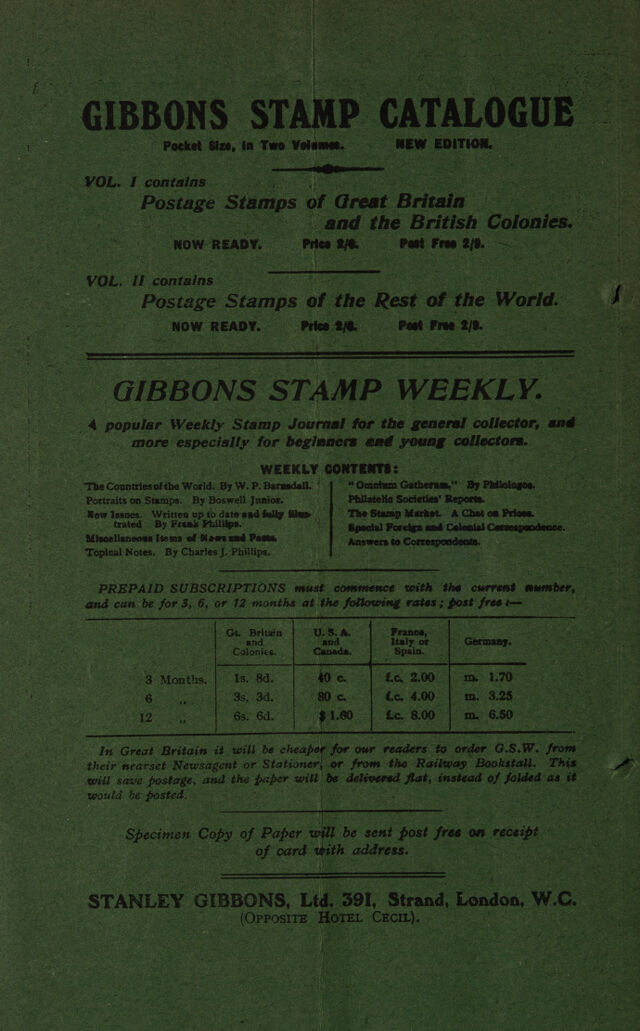 GIBBONS STAMP CATALOGUE
Pocket Size, in Two Volumes. NEW EDITION.
VOL. I contains
Postage Stamps of Great Britain
and the British Colonies.
NOW READY. Price 2/6. Post Free 2/9.
VOL. II contains
Postage Stamps of the Rest of the World.
NOW READY. Price 2/6. Post Free 2/9.
GIBBONS STAMP WEEKLY.
A popular Weekly Stamp Journal for the general collector, and
more especially for beginners and young collectors.
WEEKLY CONTENTS:
The Countries of the World. By W. P. Barnsdall.
Portraits on Stamps. By Boswell Junior.
New Issues. Written up to date and fully illus-
trated By Frank Phillips.
Miscellaneous Items of News and Facts.
Topical Notes. By Charles J. Phillips.
"Omnium Gatherum." By Philologos.
Philatelic Societies' Reports.
The Stamp Market. A Chat on Prices.
Special Foreign and Colonial Correspondence.
Answers to Correspondents.
PREPAID SUBSCRIPTIONS must commence with the current number,
and can be for 3, 6, or 12 months at the following rates; post free:—
Gt. Britain and Colonies. U.S.A. and Canada. France, Italy or Spain. Germany.
3 Months. 1s. 8d. 40 c. f.c. 2.00 m. 1.70
6 „ 3s. 3d. 80 c. f.c. 4.00 m. 3.25
12 „ 6s. 6d. $1.60 f.c. 8.00 m. 6.50
In Great Britain it will be cheaper for our readers to order G.S.W. from
their nearset Newsagent or Stationer, or from the Railway Bookstall. This
will save postage, and the paper will be delivered flat, instead of folded as it
would be posted.
Specimen Copy of Paper will be sent post free on receipt
of card with address.
STANLEY GIBBONS, Ltd. 391, Strand, London, W.C.
(OPPOSITE HOTEL CECIL).